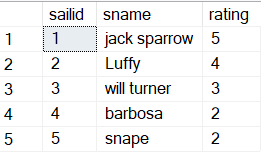 sailid sname rating
1 1 jack sparrow 5
2 2 Luffy 4
3 3 will turner 3
4 4 barbosa 2
5 5 snape 2